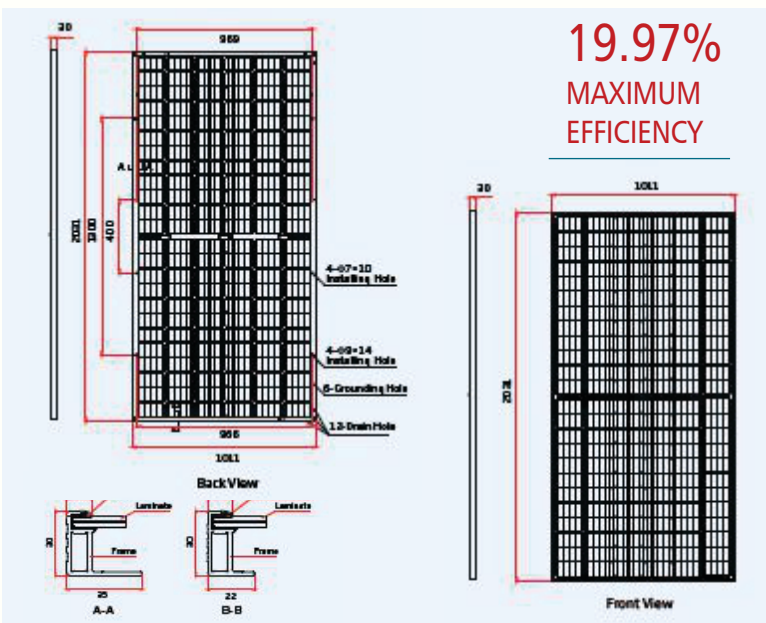 30
969
19.97%
MAXIMUM
EFFICIENCY
A
2031
1300
400
4-Φ7×10
Installing Hole
4-Φ9×14
Installing Hole
6-Grounding Hole
12-Drain Hole
966
1011
Back View
30
1011
2031
Front View
Laminate
Frame
30
35
A-A
Laminate
Frame
30
22
B-B